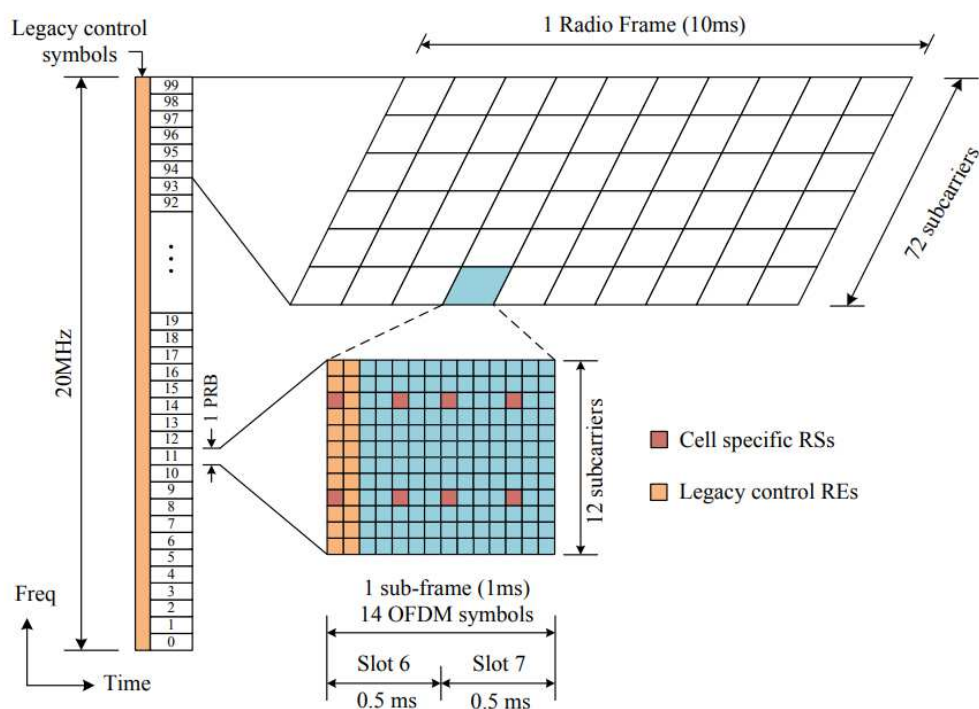 Legacy control
symbols
1 Radio Frame (10ms)
72 subcarriers
20MHz
99
98
97
96
95
94
93
92
19
18
17
16
15
14
13
12
11
10
9
8
7
6
5
4
3
2
1
0
1 PRB
12 subcarriers
Cell specific RSs
Legacy control REs
Freq
Time
1 sub-frame (1ms)
14 OFDM symbols
Slot 6
Slot 7
0.5 ms
0.5 ms